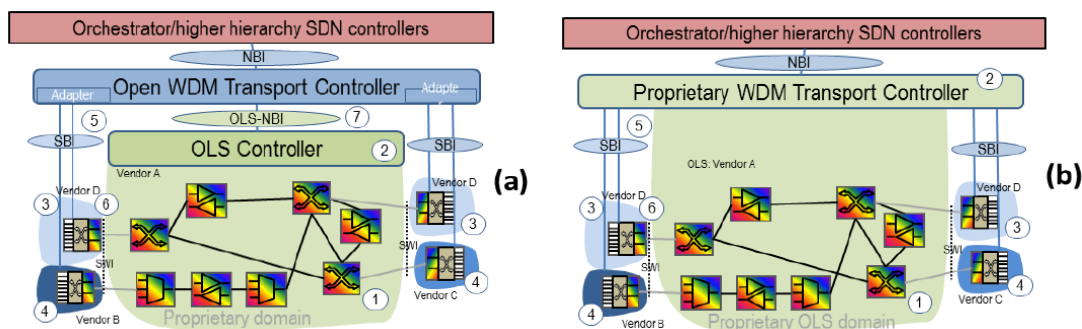 Orchestrator/higher hierarchy SDN controllers
NBI
Adapter
Open WDM Transport Controller
Adapte
r
5
OLS-NBI
7
SBI
OLS Controller
2
SBI
Vendor A
Vendor D
3
6
Vendor D
3
SWI
SWI
4
Vendor B
1
4
Vendor C
Proprietary domain
(a)
Orchestrator/higher hierarchy SDN controllers
NBI
2
Proprietary WDM Transport Controller
5
SBI
SBI
OLS: Vendor A
Vendor D
3
6
Vendor D
3
SWI
SWI
4
Vendor B
1
4
Vendor C
Proprietary OLS domain
(b)